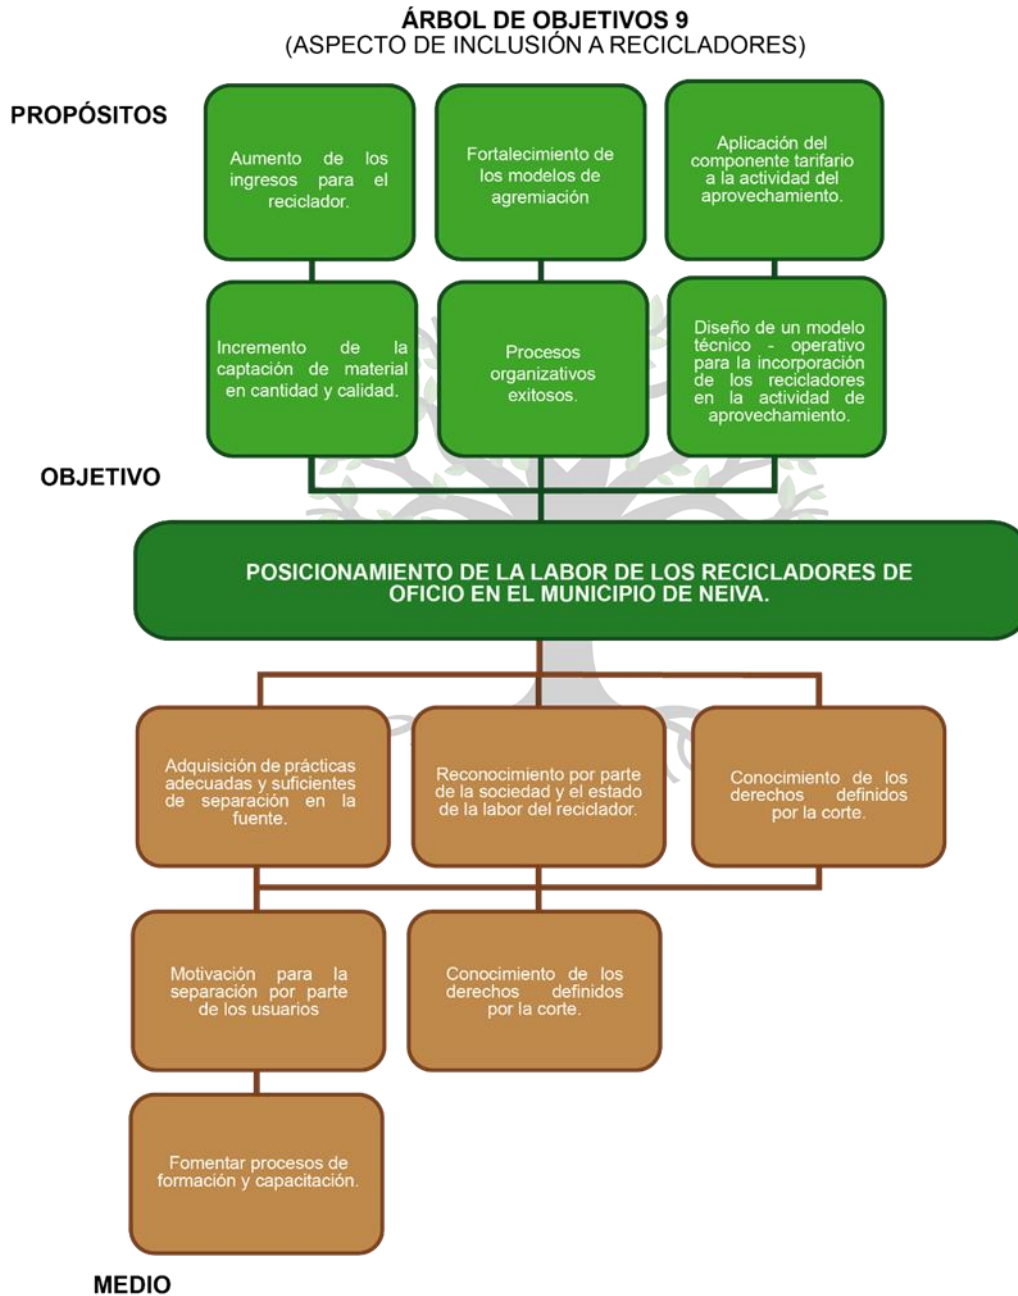 ÁRBOL DE OBJETIVOS 9
(ASPECTO DE INCLUSIÓN A RECICLADORES)
PROPÓSITOS
Aumento de los
ingresos para el
reciclador.
Fortalecimiento de
los modelos de
agremiación
Aplicación del
componente tarifario
a la actividad del
aprovechamiento.
Incremento de la
captación de material
en cantidad y calidad.
Procesos
organizativos
exitosos.
Diseño de un modelo
técnico - operativo
para la incorporación
de los recicladores
en la actividad de
aprovechamiento.
OBJETIVO
POSICIONAMIENTO DE LA LABOR DE LOS RECICLADORES DE
OFICIO EN EL MUNICIPIO DE NEIVA.
Adquisición de prácticas
adecuadas y suficientes
de separación en la
fuente.
Reconocimiento por parte
de la sociedad y el estado
de la labor del reciclador.
Conocimiento de los
derechos definidos
por la corte.
Motivación para la
separación por parte
de los usuarios
Conocimiento de los
derechos definidos
por la corte.
Fomentar procesos de
formación y capacitación.
MEDIO